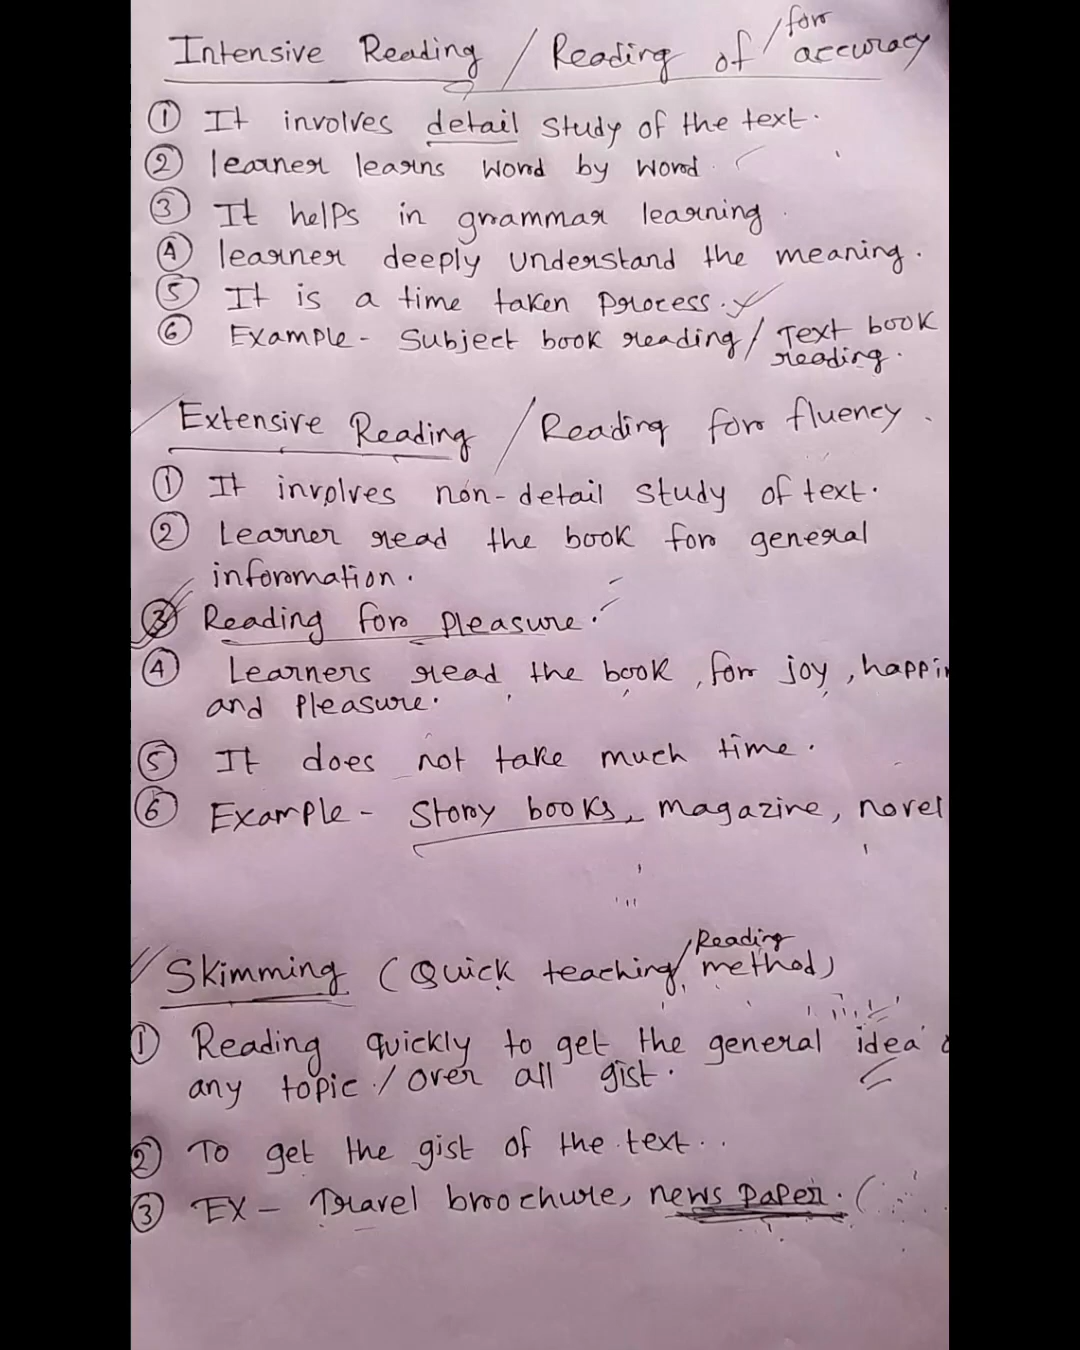 Intensive Reading / Reading of / for accuracy
① It involves detail study of the text.
② learner learns word by word
③ It helps in grammar learning.
④ learner deeply understand the meaning.
⑤ It is a time taken process.
⑥ Example - Subject book reading / Text book
reading.
Extensive Reading / Reading for fluency.
① It involves non-detail study of text.
② Learner read the book for general
information.
③ Reading for pleasure.
④ Learners read the book, for joy, happin
and pleasure.
⑤ It does not take much time.
⑥ Example - Story books, magazine, novel
Skimming (Quick teaching / Reading method)
① Reading quickly to get the general idea
any topic. / over all gist.
② To get the gist of the text..
③ EX - Travel brochure, news paper.